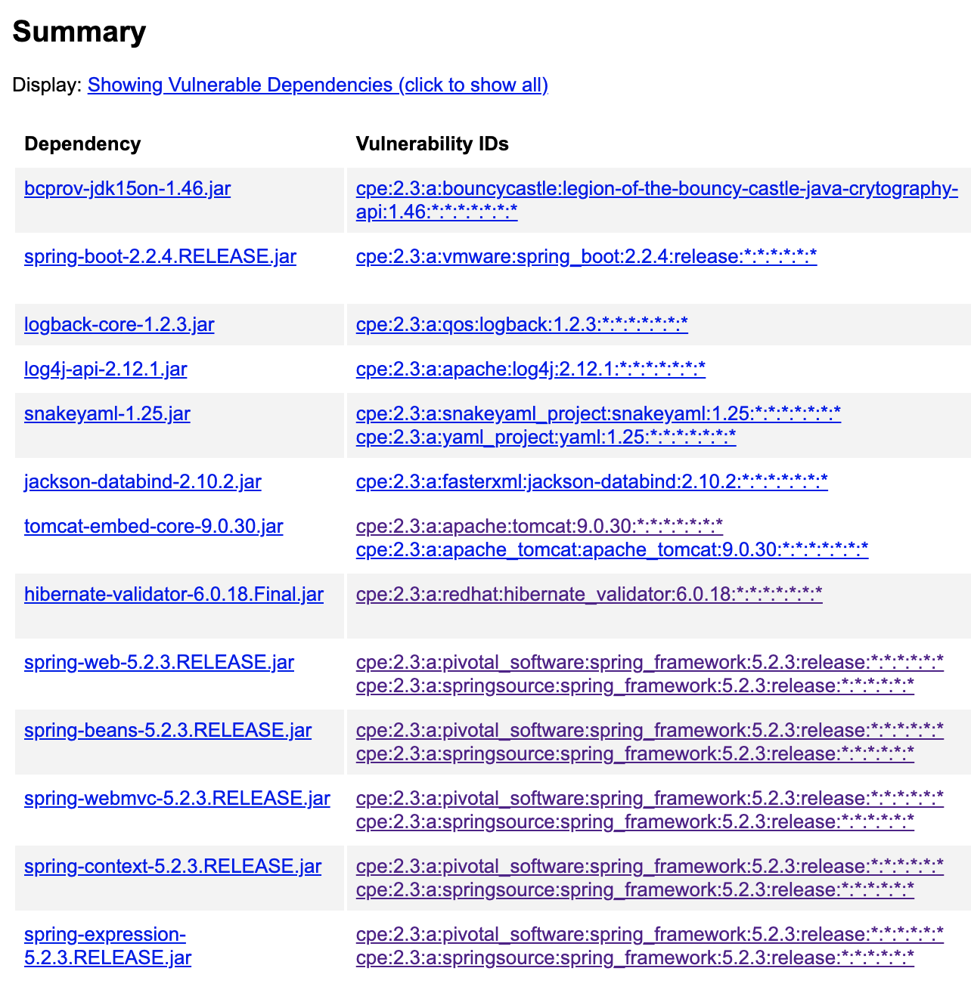 Summary
Display: Showing Vulnerable Dependencies (click to show all)
Dependency Vulnerability IDs
bcprov-jdk15on-1.46.jar cpe:2.3:a:bouncycastle:legion-of-the-bouncy-castle-java-crytography-
api:1.46:*:*:*:*:*:*:*
spring-boot-2.2.4.RELEASE.jar cpe:2.3:a:vmware:spring_boot:2.2.4:release:*:*:*:*:*:*
logback-core-1.2.3.jar cpe:2.3:a:qos:logback:1.2.3:*:*:*:*:*:*:*
log4j-api-2.12.1.jar cpe:2.3:a:apache:log4j:2.12.1:*:*:*:*:*:*:*
snakeyaml-1.25.jar cpe:2.3:a:snakeyaml_project:snakeyaml:1.25:*:*:*:*:*:*:*
cpe:2.3:a:yaml_project:yaml:1.25:*:*:*:*:*:*:*
jackson-databind-2.10.2.jar cpe:2.3:a:fasterxml:jackson-databind:2.10.2:*:*:*:*:*:*:*
tomcat-embed-core-9.0.30.jar cpe:2.3:a:apache:tomcat:9.0.30:*:*:*:*:*:*:*
cpe:2.3:a:apache_tomcat:apache_tomcat:9.0.30:*:*:*:*:*:*:*
hibernate-validator-6.0.18.Final.jar cpe:2.3:a:redhat:hibernate_validator:6.0.18:*:*:*:*:*:*:*
spring-web-5.2.3.RELEASE.jar cpe:2.3:a:pivotal_software:spring_framework:5.2.3:release:*:*:*:*:*:*
cpe:2.3:a:springsource:spring_framework:5.2.3:release:*:*:*:*:*:*
spring-beans-5.2.3.RELEASE.jar cpe:2.3:a:pivotal_software:spring_framework:5.2.3:release:*:*:*:*:*:*
cpe:2.3:a:springsource:spring_framework:5.2.3:release:*:*:*:*:*:*
spring-webmvc-5.2.3.RELEASE.jar cpe:2.3:a:pivotal_software:spring_framework:5.2.3:release:*:*:*:*:*:*
cpe:2.3:a:springsource:spring_framework:5.2.3:release:*:*:*:*:*:*
spring-context-5.2.3.RELEASE.jar cpe:2.3:a:pivotal_software:spring_framework:5.2.3:release:*:*:*:*:*:*
cpe:2.3:a:springsource:spring_framework:5.2.3:release:*:*:*:*:*:*
spring-expression- cpe:2.3:a:pivotal_software:spring_framework:5.2.3:release:*:*:*:*:*:*
5.2.3.RELEASE.jar cpe:2.3:a:springsource:spring_framework:5.2.3:release:*:*:*:*:*:*